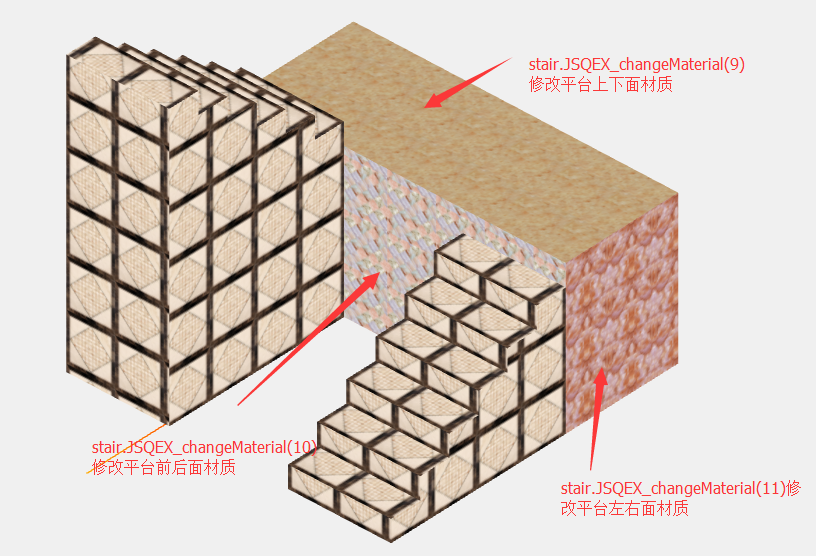 stair.JSQEX_changeMaterial(9)
修改平台上下面材质
stair.JSQEX_changeMaterial(10)
修改平台前后面材质
stair.JSQEX_changeMaterial(11)修
改平台左右面材质